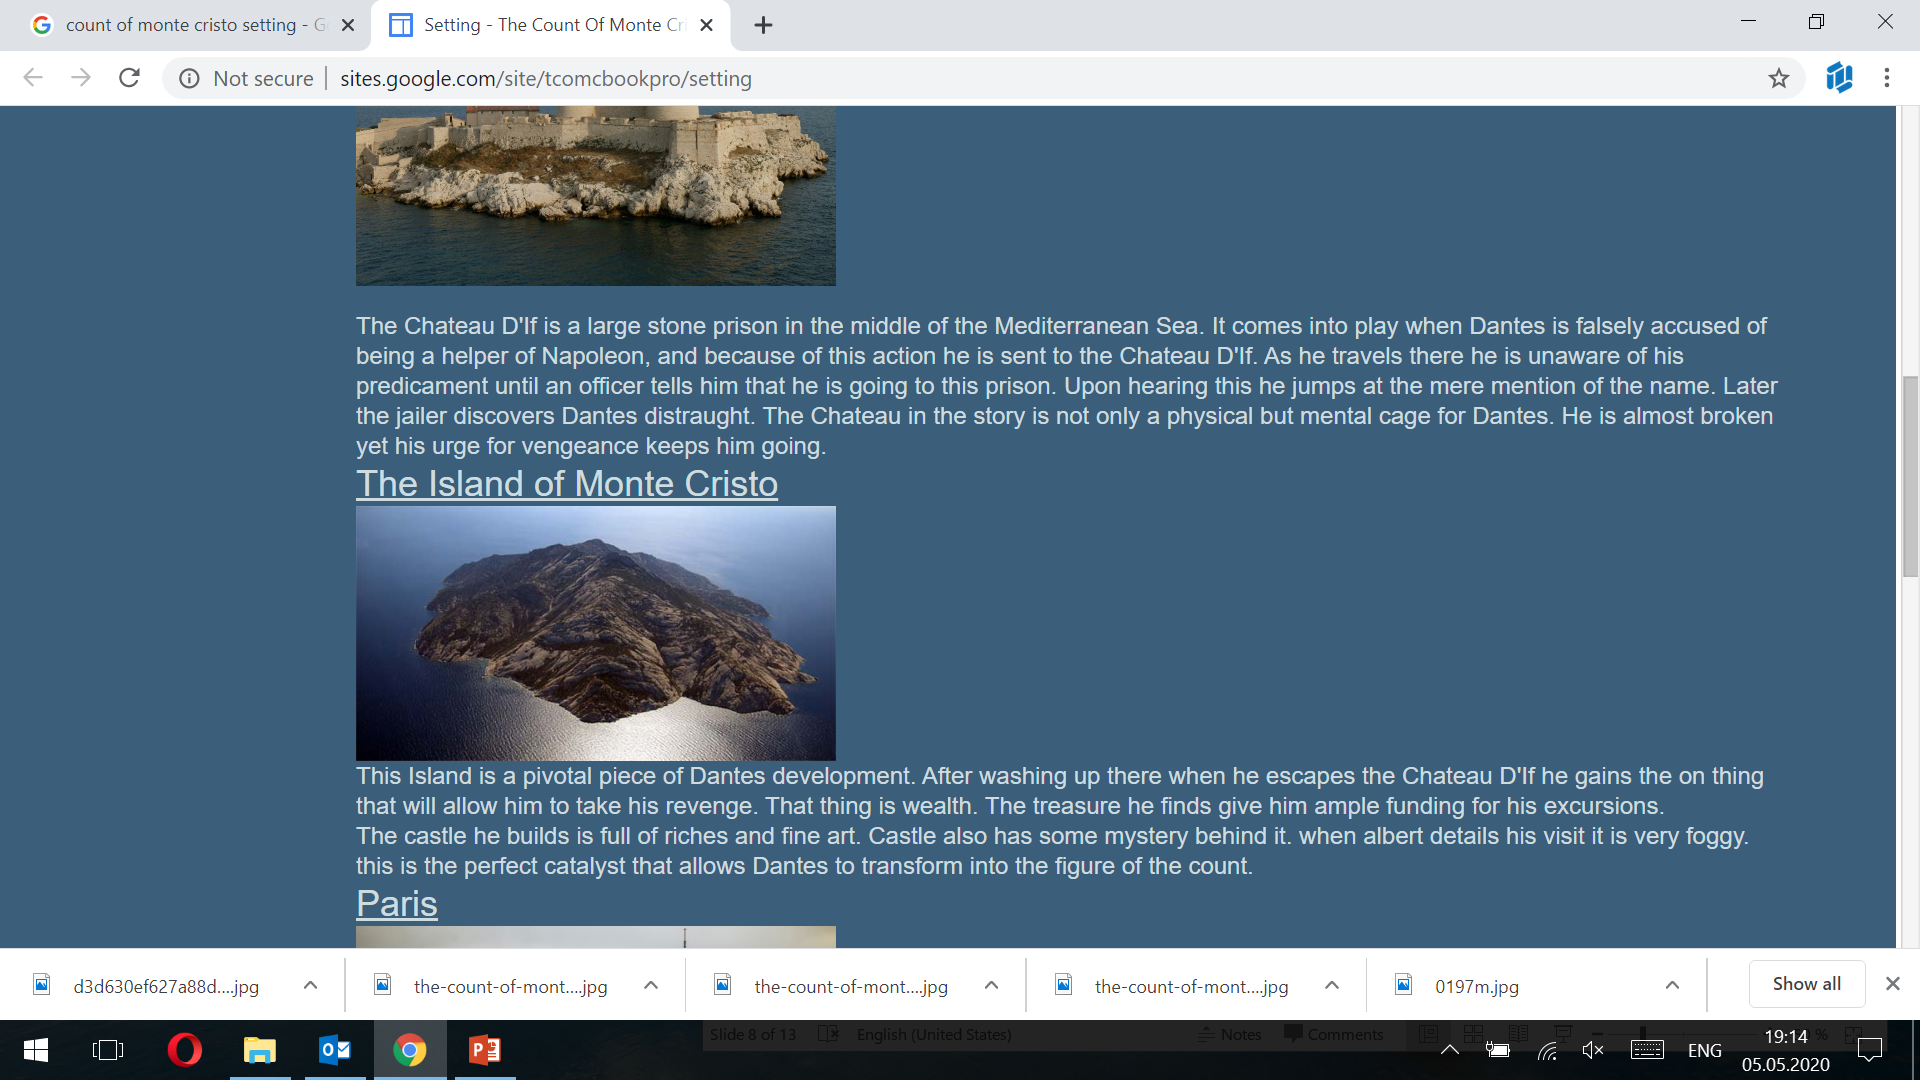 count of monte cristo setting - G
Setting - The Count Of Monte Cri
Not secure
sites.google.com/site/tcomcbookpro/setting
The Chateau D'If is a large stone prison in the middle of the Mediterranean Sea. It comes into play when Dantes is falsely accused of
being a helper of Napoleon, and because of this action he is sent to the Chateau D'If. As he travels there he is unaware of his
predicament until an officer tells him that he is going to this prison. Upon hearing this he jumps at the mere mention of the name. Later
the jailer discovers Dantes distraught. The Chateau in the story is not only a physical but mental cage for Dantes. He is almost broken
yet his urge for vengeance keeps him going.
The Island of Monte Cristo
This Island is a pivotal piece of Dantes development. After washing up there when he escapes the Chateau D'If he gains the on thing
that will allow him to take his revenge. That thing is wealth. The treasure he finds give him ample funding for his excursions.
The castle he builds is full of riches and fine art. Castle also has some mystery behind it. when albert details his visit it is very foggy.
this is the perfect catalyst that allows Dantes to transform into the figure of the count.
Paris
d3d630ef627a88d....jpg
the-count-of-mont....jpg
the-count-of-mont....jpg
the-count-of-mont....jpg
0197m.jpg
Show all
Slide 8 of 13
English (United States)
Notes
Comments
%
ENG
19:14
05.05.2020